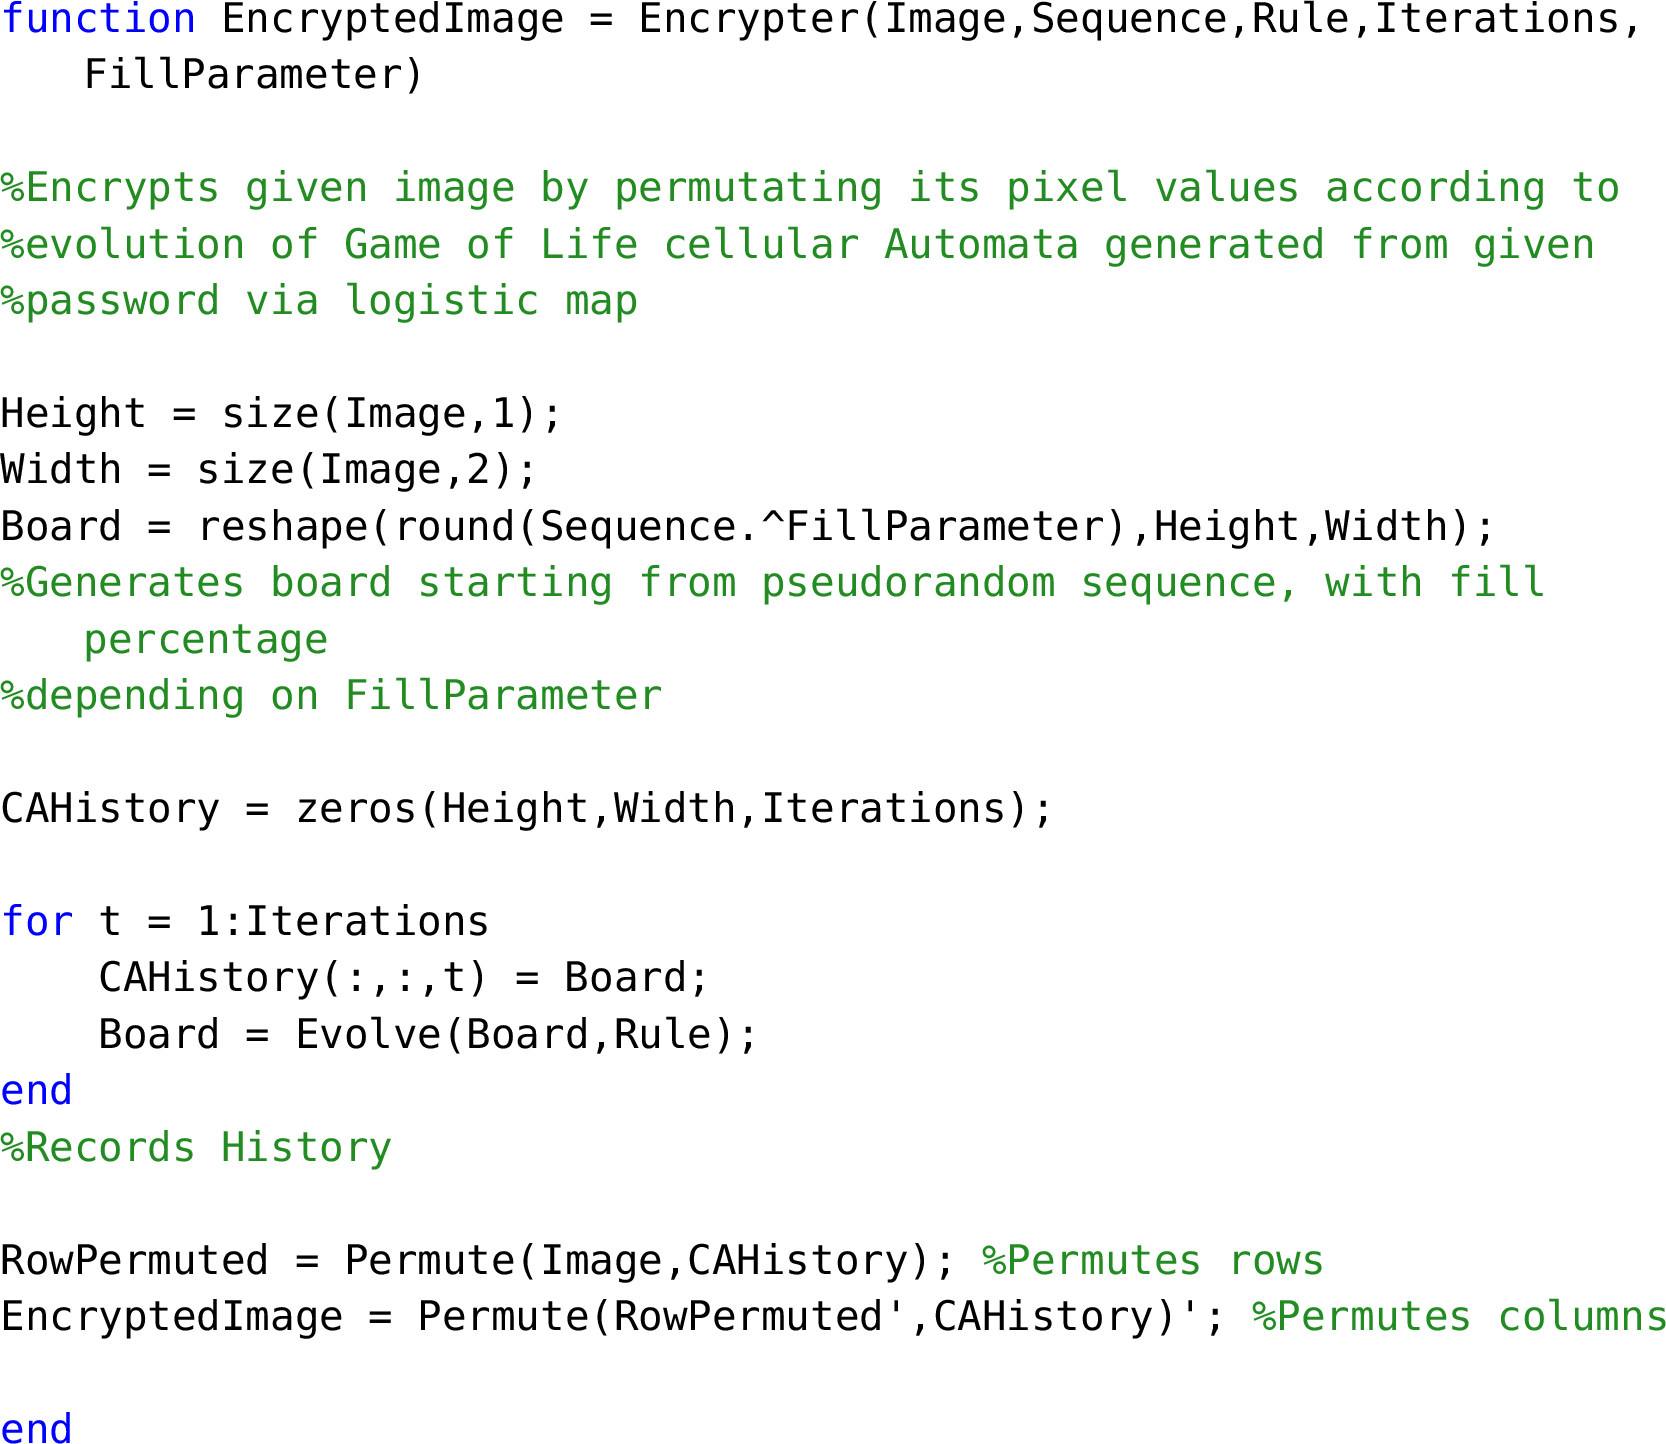 function EncryptedImage = Encrypter(Image,Sequence,Rule,Iterations,
FillParameter)
%Encrypts given image by permutating its pixel values according to
%evolution of Game of Life cellular Automata generated from given
%password via logistic map
Height = size(Image,1);
Width = size(Image,2);
Board = reshape(round(Sequence.^FillParameter),Height,Width);
%Generates board starting from pseudorandom sequence, with fill
percentage
%depending on FillParameter
CAHistory = zeros(Height,Width,Iterations);
for t = 1:Iterations
    CAHistory(:,:,t) = Board;
    Board = Evolve(Board,Rule);
end
%Records History
RowPermuted = Permute(Image,CAHistory); %Permutes rows
EncryptedImage = Permute(RowPermuted',CAHistory)'; %Permutes columns
end